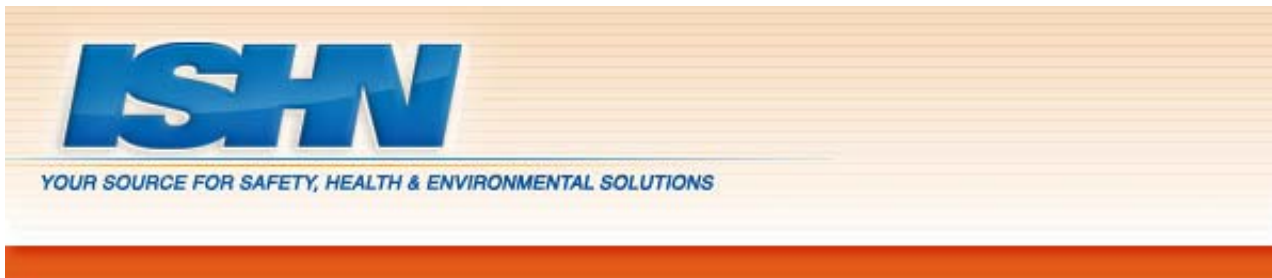 ISHN
YOUR SOURCE FOR SAFETY, HEALTH & ENVIRONMENTAL SOLUTIONS